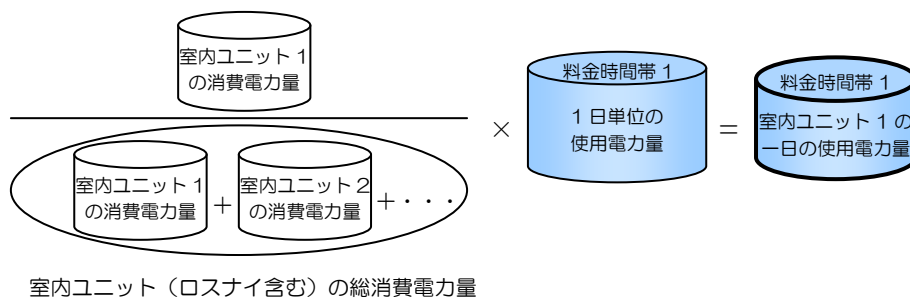 室内ユニット 1
の消費電力量
室内ユニット 1
の消費電力量
+
室内ユニット 2
の消費電力量
+・・・
室内ユニット（ロスナイ含む）の総消費電力量
×
料金時間帯 1
1 日単位の
使用電力量
=
料金時間帯 1
室内ユニット 1 の
一日の使用電力量